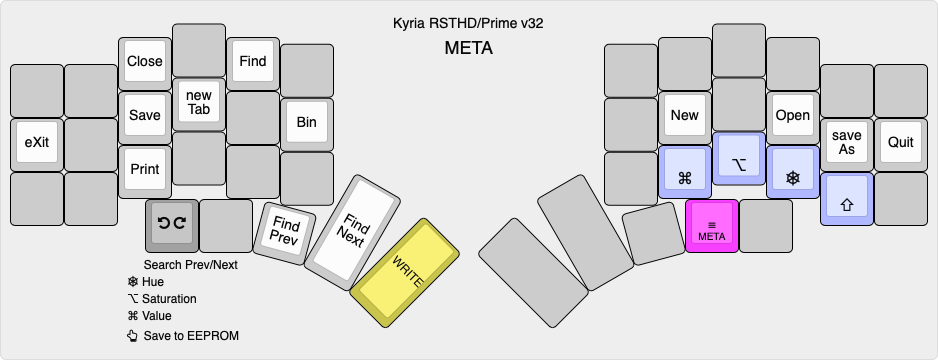 Kyria RSTHD/Prime v32
META
Close
Find
new
Tab
eXit
Save
Bin
New
Open
save
As
Quit
Print
⌘
⌥
⎈
⇧
Find
Prev
Find
Next
WRITE
≡
META
Search Prev/Next
⎈ Hue
⌥ Saturation
⌘ Value
Save to EEPROM